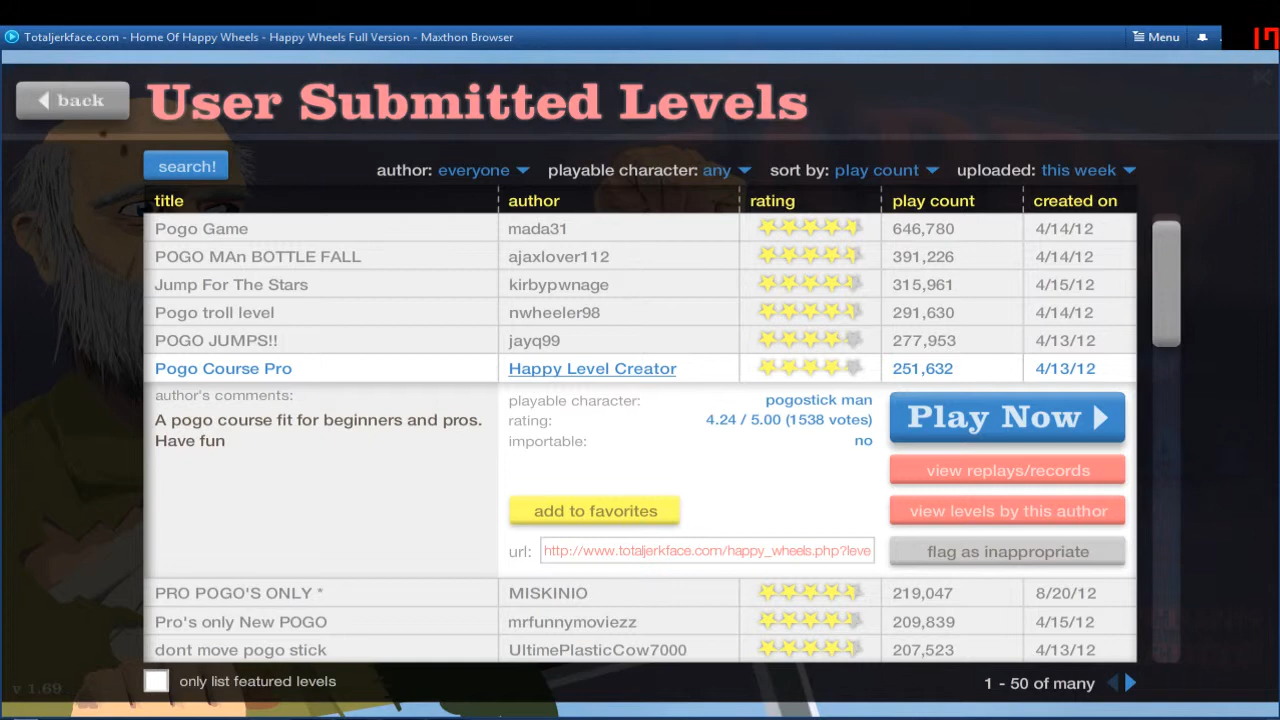 Totaljerkface.com - Home Of Happy Wheels - Happy Wheels Full Version - Maxthon Browser
Menu
17
back
User Submitted Levels
search!
author: everyone
playable character: any
sort by: play count
uploaded: this week
title author rating play count created on
Pogo Game mada31 646,780 4/14/12
POGO MAn BOTTLE FALL ajaxlover112 391,226 4/14/12
Jump For The Stars kirbypwnage 315,961 4/15/12
Pogo troll level nwheeler98 291,630 4/14/12
POGO JUMPS!! jayq99 277,953 4/13/12
Pogo Course Pro Happy Level Creator 251,632 4/13/12
author's comments:
A pogo course fit for beginners and pros.
Have fun
playable character: pogostick man
rating: 4.24 / 5.00 (1538 votes)
importable: no
add to favorites
url: http://www.totaljerkface.com/happy_wheels.php?leve
Play Now
view replays/records
view levels by this author
flag as inappropriate
PRO POGO'S ONLY * MISKINIO 219,047 8/20/12
Pro's only New POGO mrfunnymoviezz 209,839 4/15/12
dont move pogo stick UltimePlasticCow7000 207,523 4/13/12
only list featured levels
1 - 50 of many
v 1.69